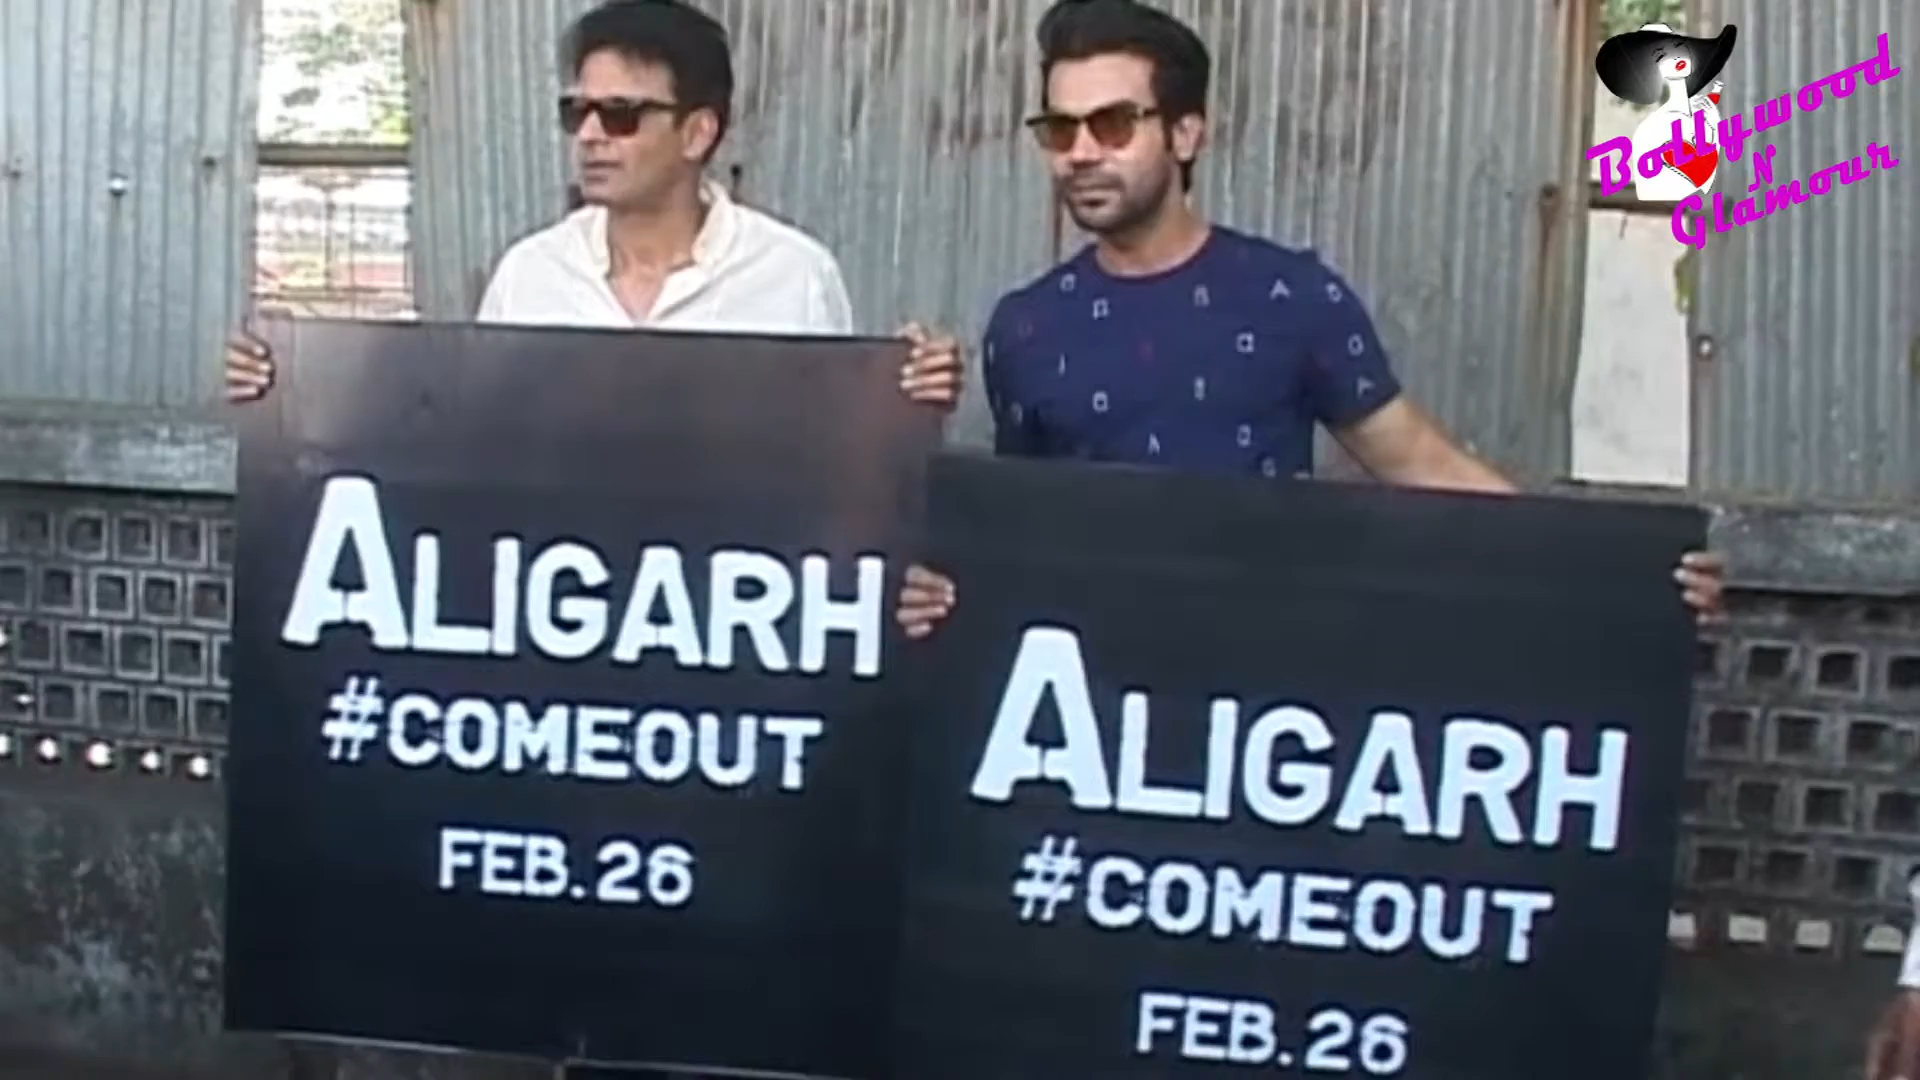 Bollywood
N
Glamour
ALIGARH
#COMEOUT
FEB. 26
ALIGARH
#COMEOUT
FEB. 26